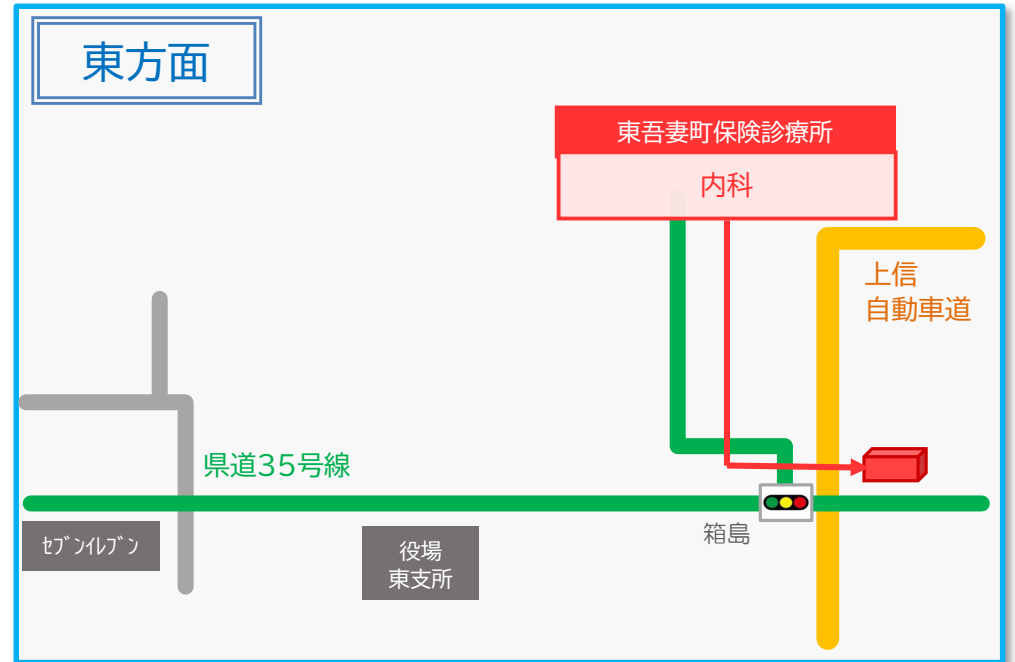 東方面
東吾妻町保険診療所
内科
上信
自動車道
県道35号線
箱島
ｾﾌﾞﾝｲﾚﾌﾞﾝ
役場
東支所